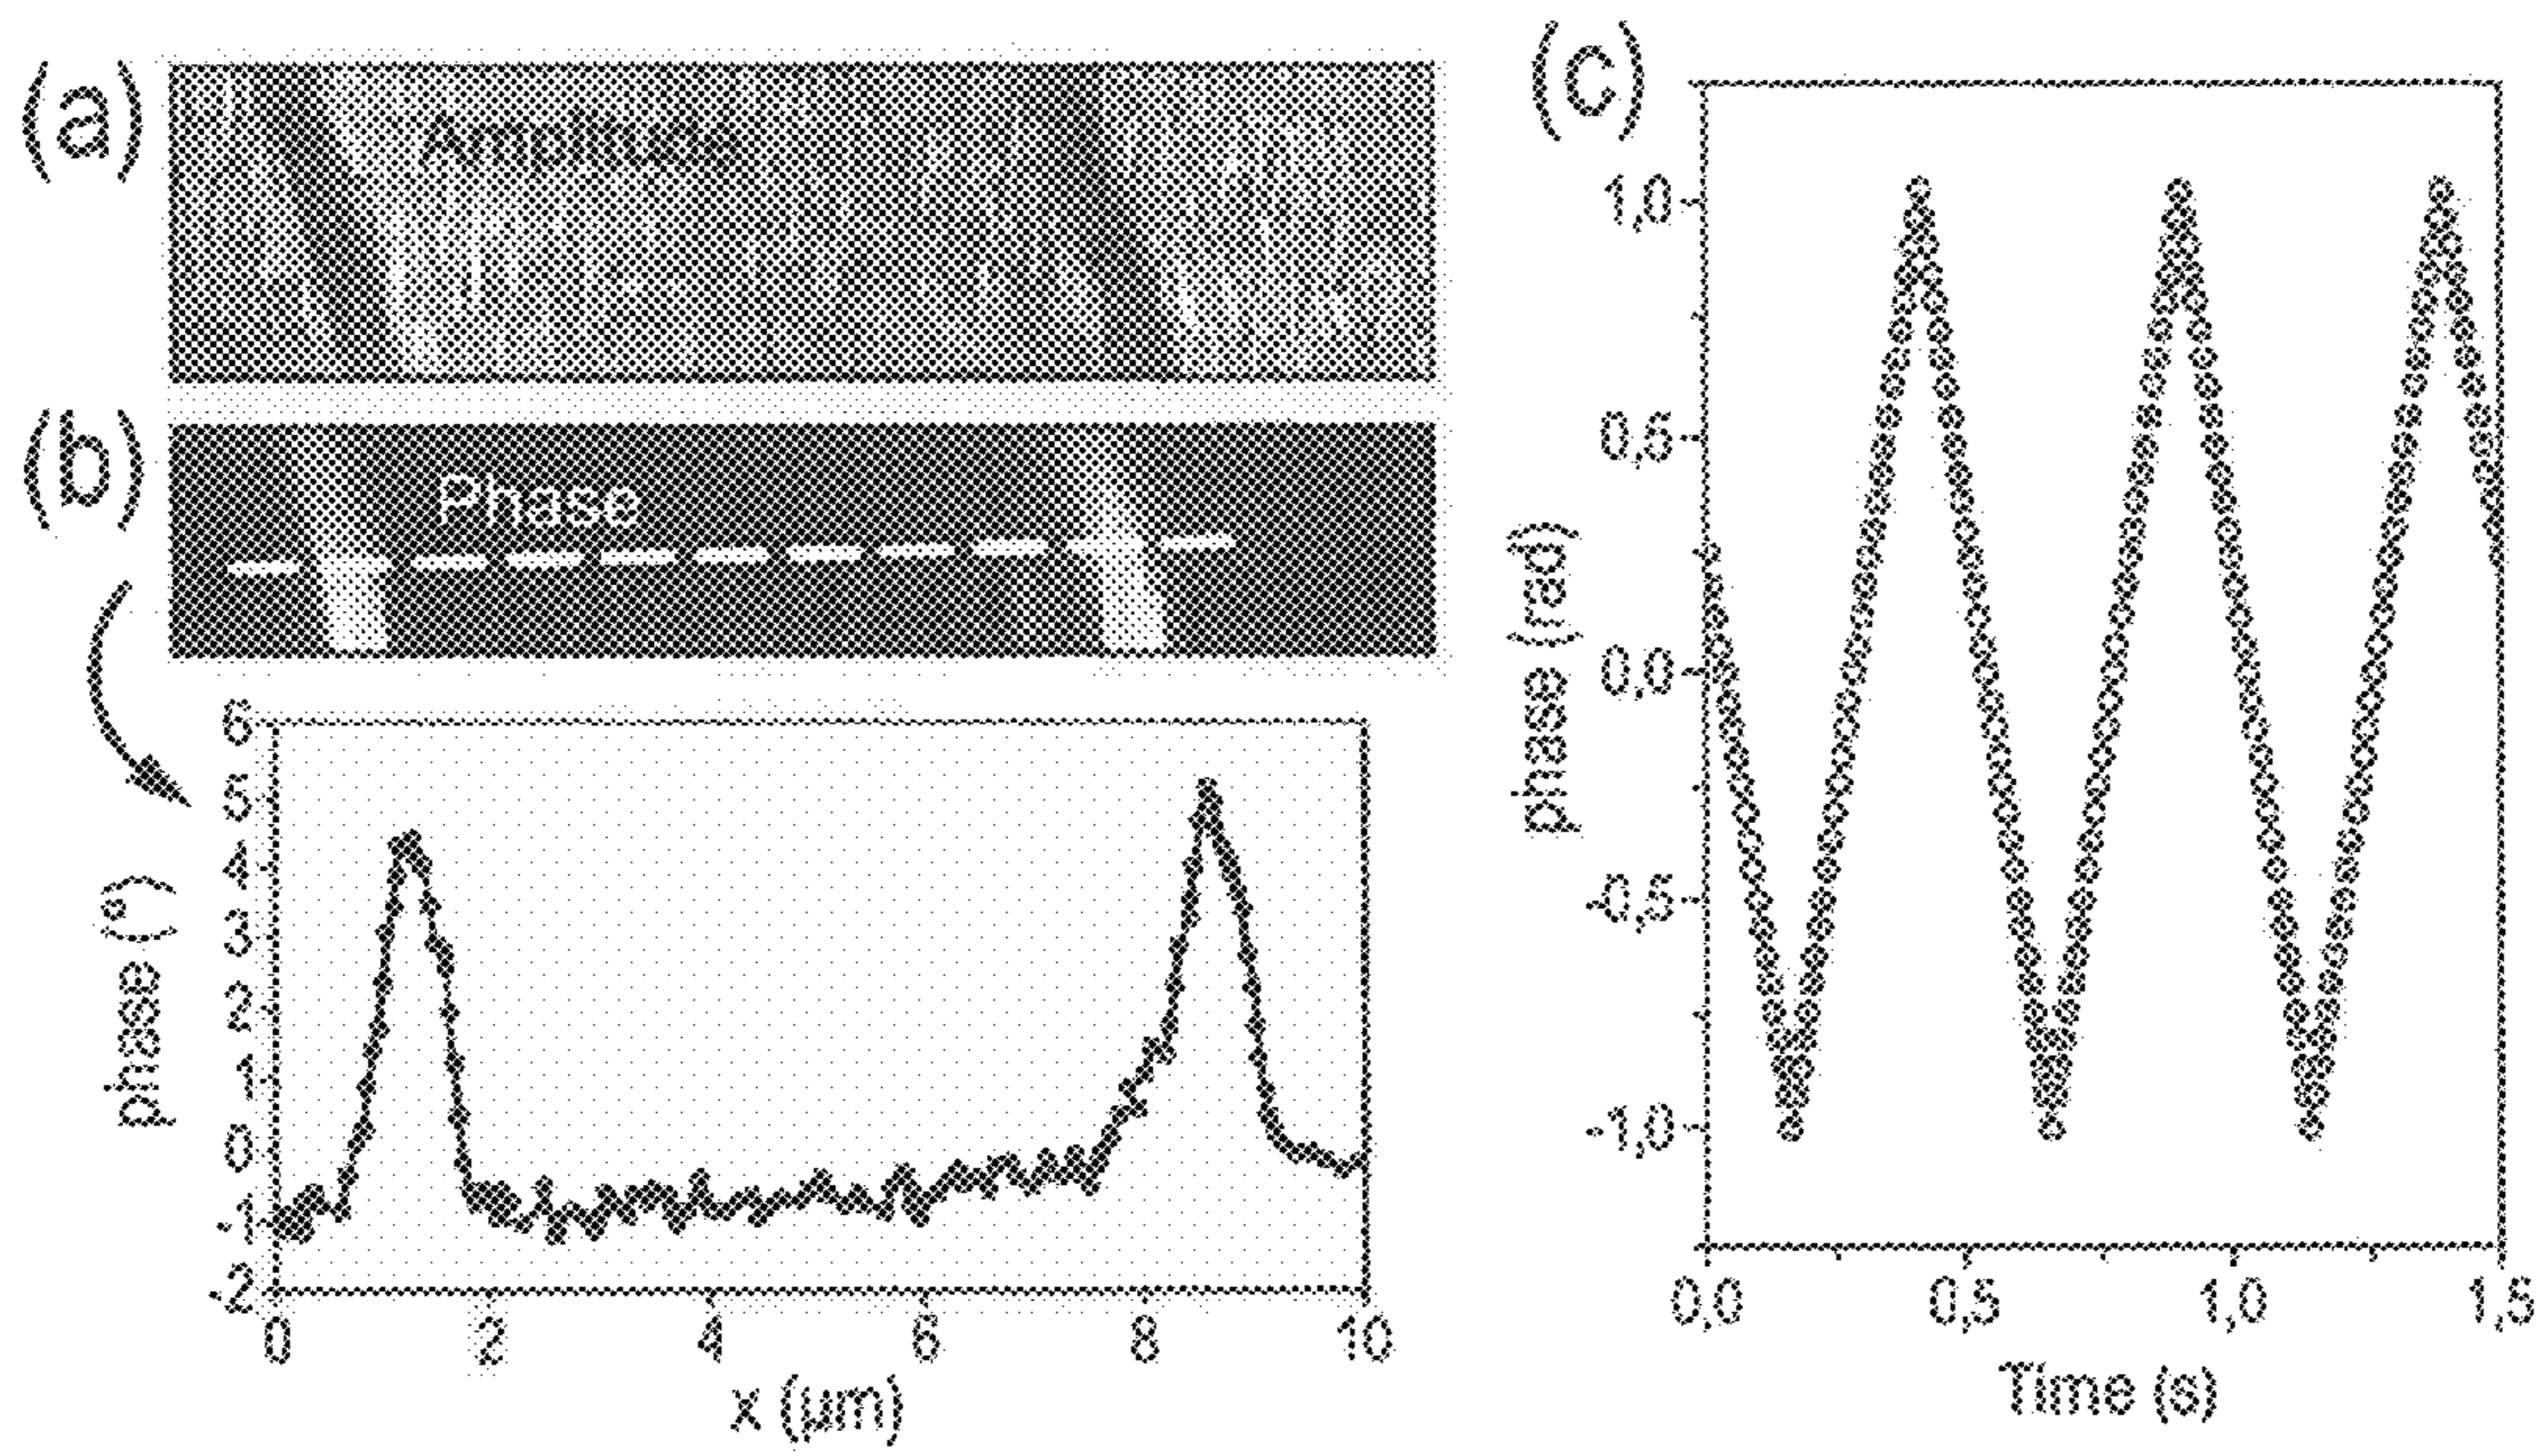 (a)
Amplitude
(b)
Phase
6
5
4
3
2
1
0
-1
-2
phase (°)
0 2 4 6 8 10
x (µm)
(c)
1,0
0,5
0,0
-0,5
-1,0
phase (rad)
0,0 0,5 1,0 1,5
Time (s)